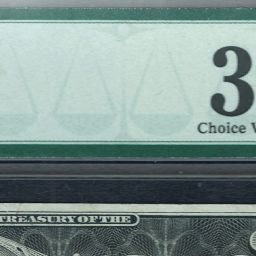 3
Choice V
TREASURY OF THE